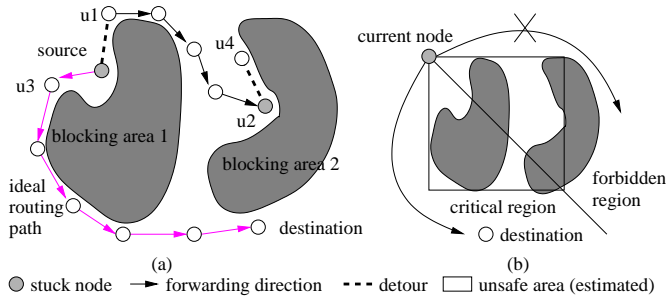 u1
source
u4
u3
u2
blocking area 1
blocking area 2
ideal
routing
path
destination
(a)
current node
forbidden
region
critical region
destination
(b)
stuck node
forwarding direction
detour
unsafe area (estimated)